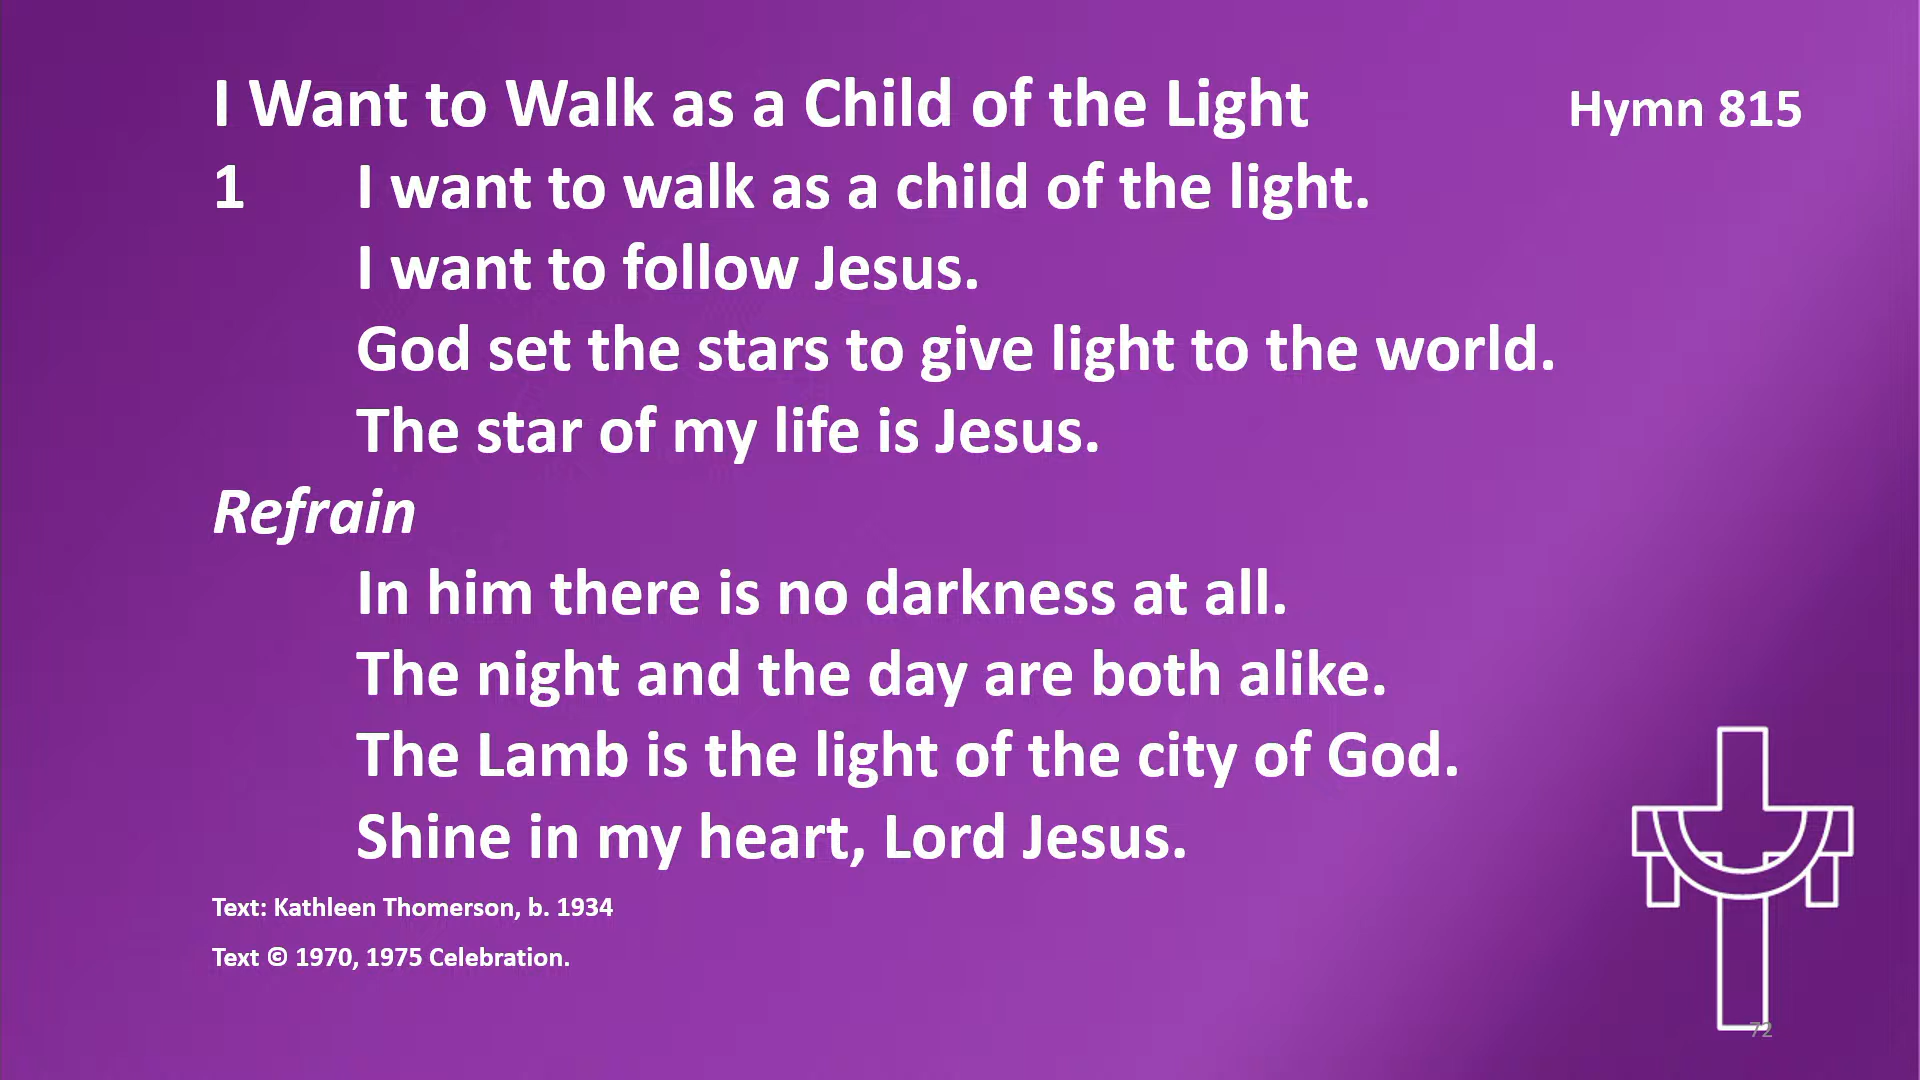 I Want to Walk as a Child of the Light Hymn 815
1 I want to walk as a child of the light.
I want to follow Jesus.
God set the stars to give light to the world.
The star of my life is Jesus.
Refrain
In him there is no darkness at all.
The night and the day are both alike.
The Lamb is the light of the city of God.
Shine in my heart, Lord Jesus.
Text: Kathleen Thomerson, b. 1934
Text © 1970, 1975 Celebration.
72